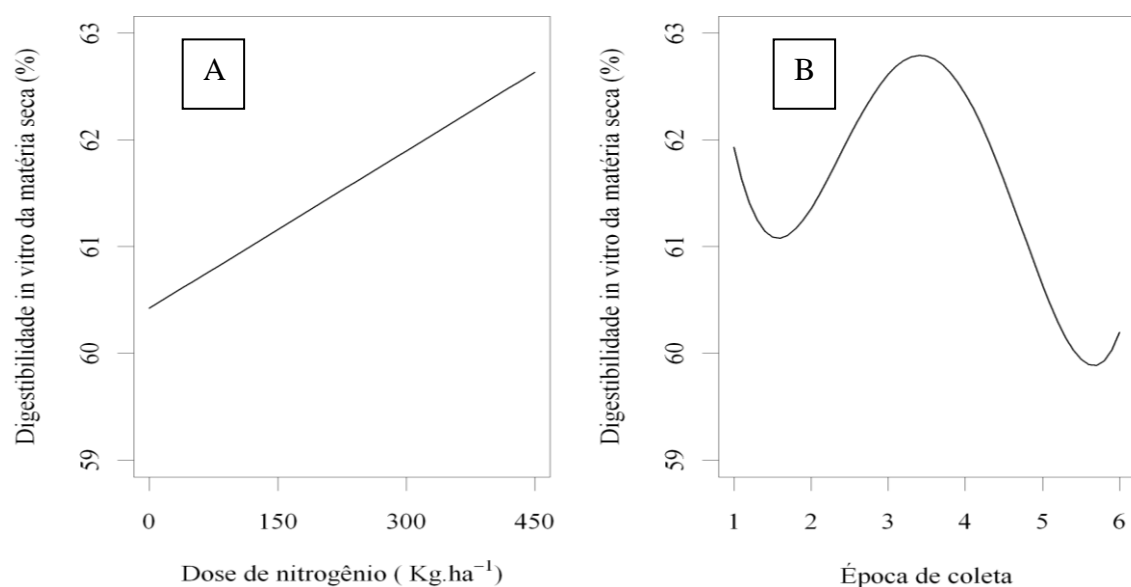 A
Digestibilidade in vitro da matéria seca (%)
63
62
61
60
59
0 150 300 450
Dose de nitrogênio ( Kg.ha⁻¹)
B
Digestibilidade in vitro da matéria seca (%)
63
62
61
60
59
1 2 3 4 5 6
Época de coleta